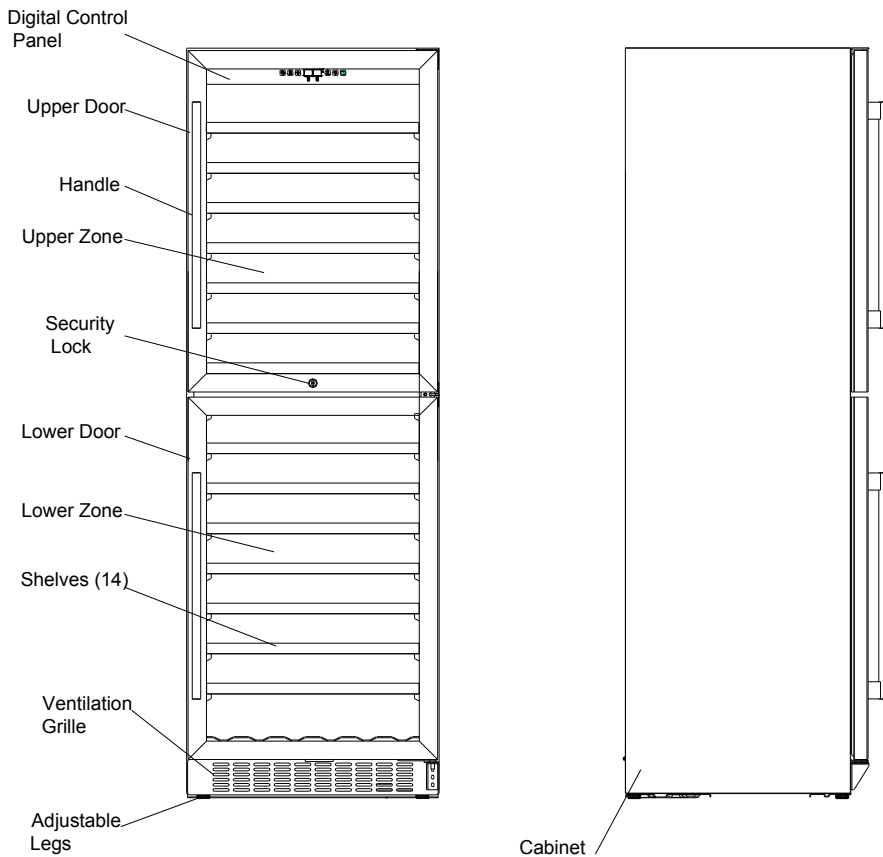 Digital Control
Panel
Upper Door
Handle
Upper Zone
Security
Lock
Lower Door
Lower Zone
Shelves (14)
Ventilation
Grille
Adjustable
Legs
Cabinet